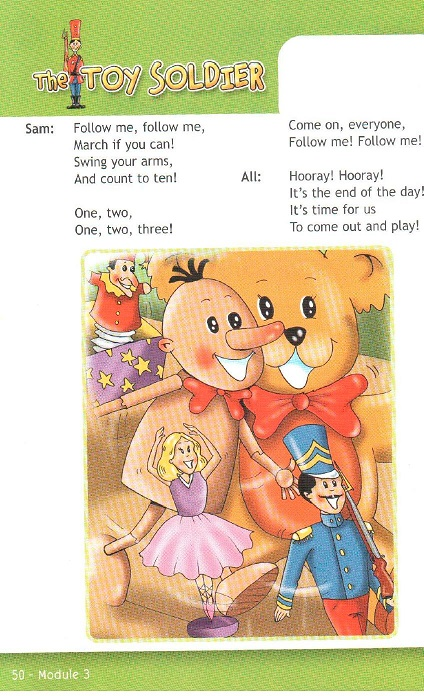 The TOY SOLDIER
Sam: Follow me, follow me,
March if you can!
Swing your arms,
And count to ten!
One, two,
One, two, three!
Come on, everyone,
Follow me! Follow me!
All: Hooray! Hooray!
It's the end of the day!
It's time for us
To come out and play!
50 - Module 3